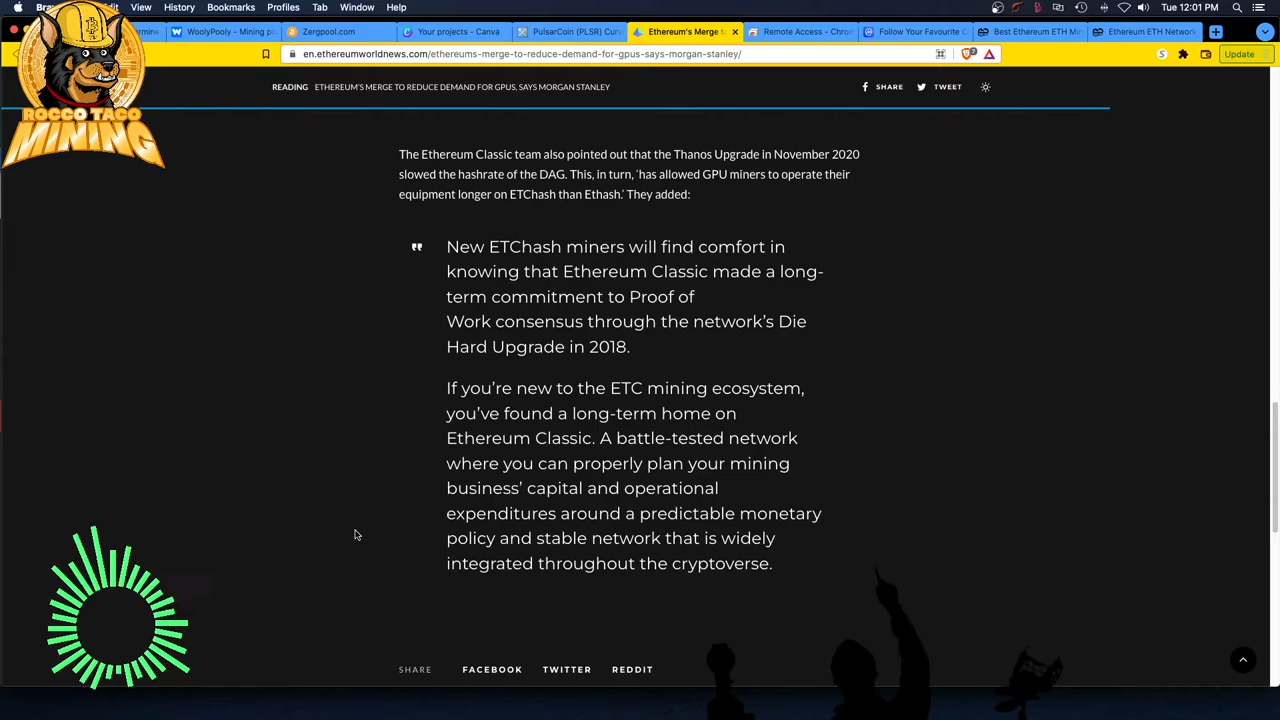 Brav
dit
View
History
Bookmarks
Profiles
Tab
Window
Help
Tue 12:01 PM
ermine
WoolyPooly - Mining po
Zergpool.com
Your projects - Canva
PulsarCoin (PLSR) Curr
Ethereum's Merge t
Remote Access - Chrom
Follow Your Favourite C
Best Ethereum ETH Min
Ethereum ETH Network
en.ethereumworldnews.com/ethereums-merge-to-reduce-demand-for-gpus-says-morgan-stanley/
Update
READING ETHEREUM'S MERGE TO REDUCE DEMAND FOR GPUS, SAYS MORGAN STANLEY
SHARE
TWEET
ROCCO TACO
MINING
The Ethereum Classic team also pointed out that the Thanos Upgrade in November 2020
slowed the hashrate of the DAG. This, in turn, 'has allowed GPU miners to operate their
equipment longer on ETChash than Ethash.' They added:
New ETChash miners will find comfort in
knowing that Ethereum Classic made a long-
term commitment to Proof of
Work consensus through the network's Die
Hard Upgrade in 2018.
If you're new to the ETC mining ecosystem,
you've found a long-term home on
Ethereum Classic. A battle-tested network
where you can properly plan your mining
business' capital and operational
expenditures around a predictable monetary
policy and stable network that is widely
integrated throughout the cryptoverse.
SHARE
FACEBOOK
TWITTER
REDDIT